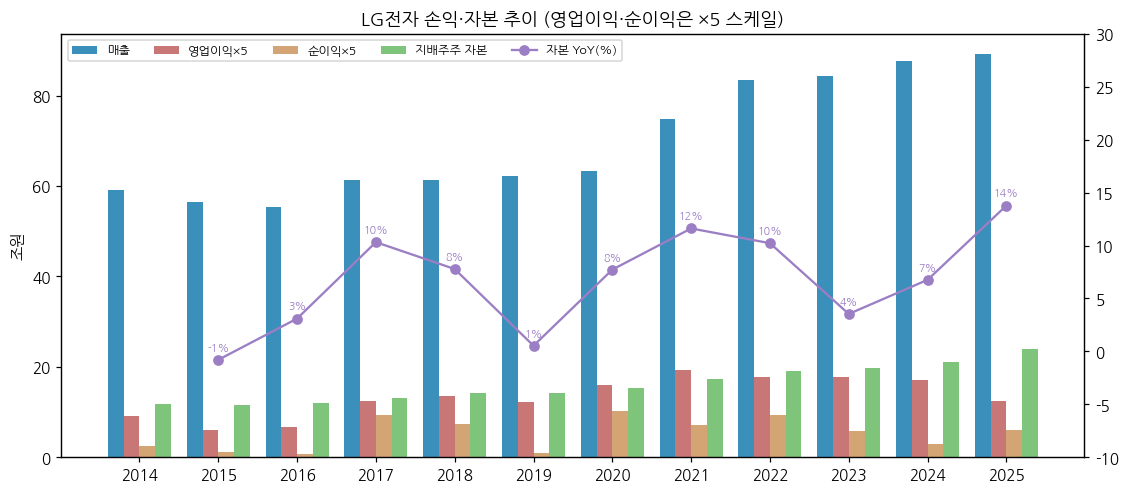 LG전자 손익·자본 추이 (영업이익·순이익은 ×5 스케일)
매출 영업이익×5 순이익×5 지배주주 자본 자본 YoY(%)
조원
80
60
40
20
0
30
25
20
15
10
5
0
-5
-10
-1% 3% 10% 8% 1% 8% 12% 10% 4% 7% 14%
2014 2015 2016 2017 2018 2019 2020 2021 2022 2023 2024 2025